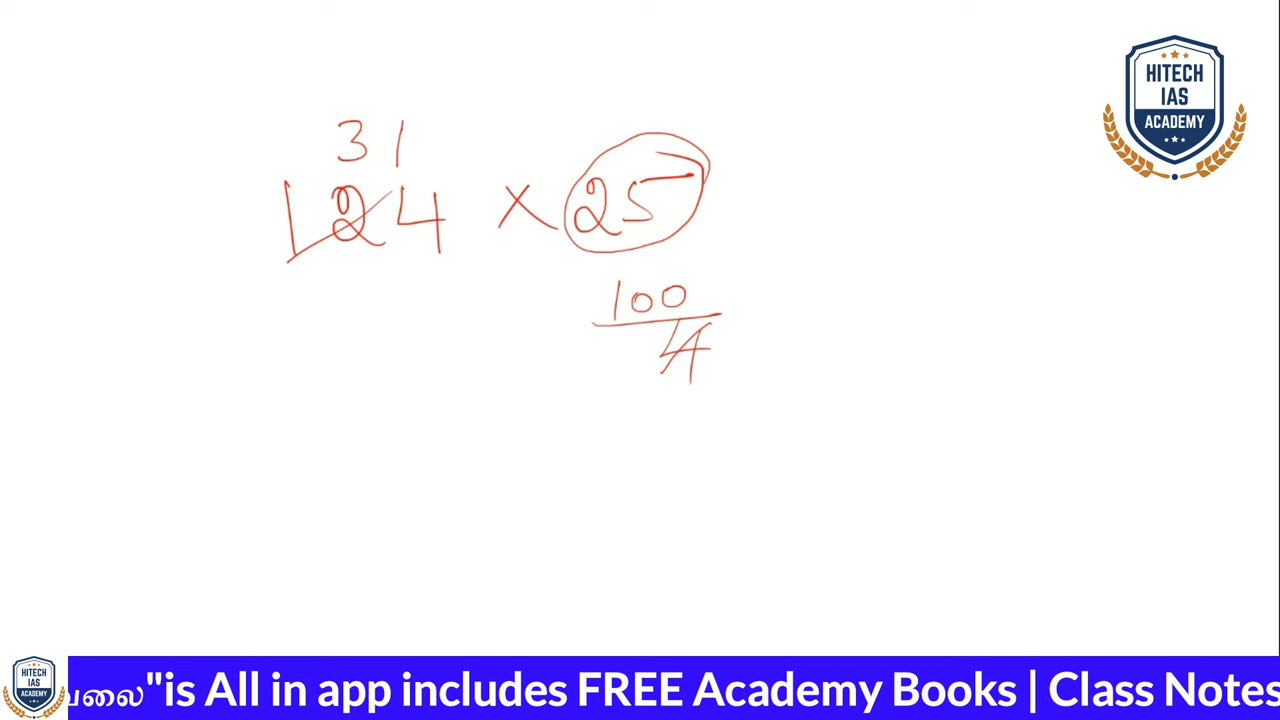 HITECH
IAS
ACADEMY
31
124 × 25
100
4
HITECH
IAS
ACADEMY
வலை "is All in app includes FREE Academy Books | Class Notes